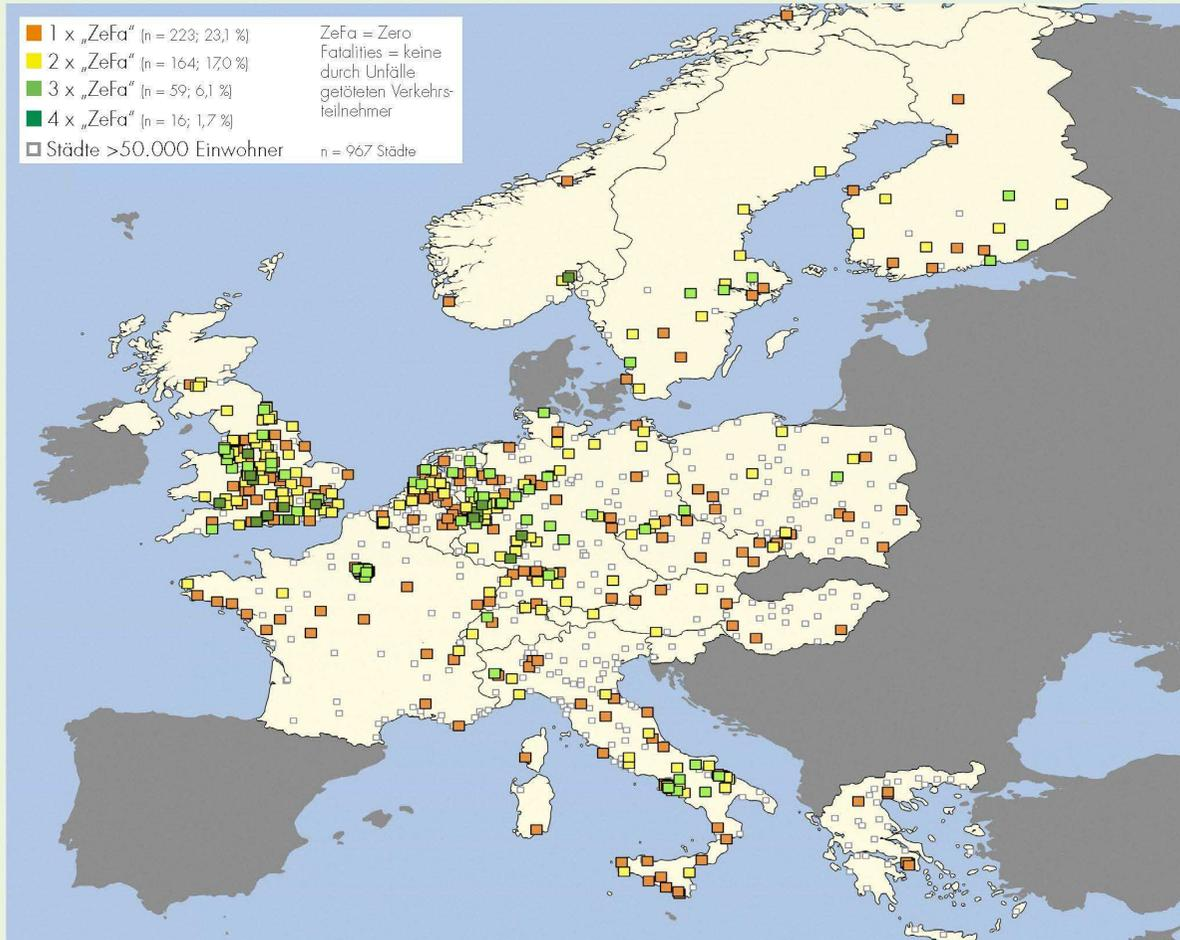 1 x „ZeFa“ (n = 223; 23,1 %)
2 x „ZeFa“ (n = 164; 17,0 %)
3 x „ZeFa“ (n = 59; 6,1 %)
4 x „ZeFa“ (n = 16; 1,7 %)
Städte >50.000 Einwohner
ZeFa = Zero
Fatalities = keine
durch Unfälle
getöteten Verkehrs-
teilnehmer
n = 967 Städte